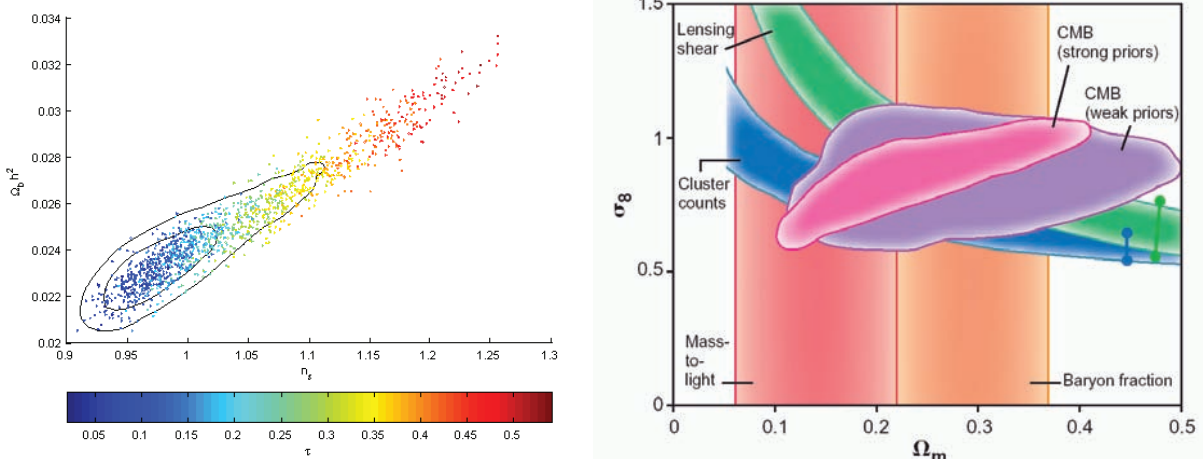 0.034
0.032
0.03
0.028
0.026
0.024
0.022
0.02
Ω_b h²
0.9 0.95 1 1.05 1.1 1.15 1.2 1.25 1.3
n_s
0.05 0.1 0.15 0.2 0.25 0.3 0.35 0.4 0.45 0.5
τ
1.5
1
0.5
0
σ8
Lensing
shear
CMB
(strong priors)
CMB
(weak priors)
Cluster
counts
Mass-
to-
light
Baryon fraction
0 0.1 0.2 0.3 0.4 0.5
Ωm